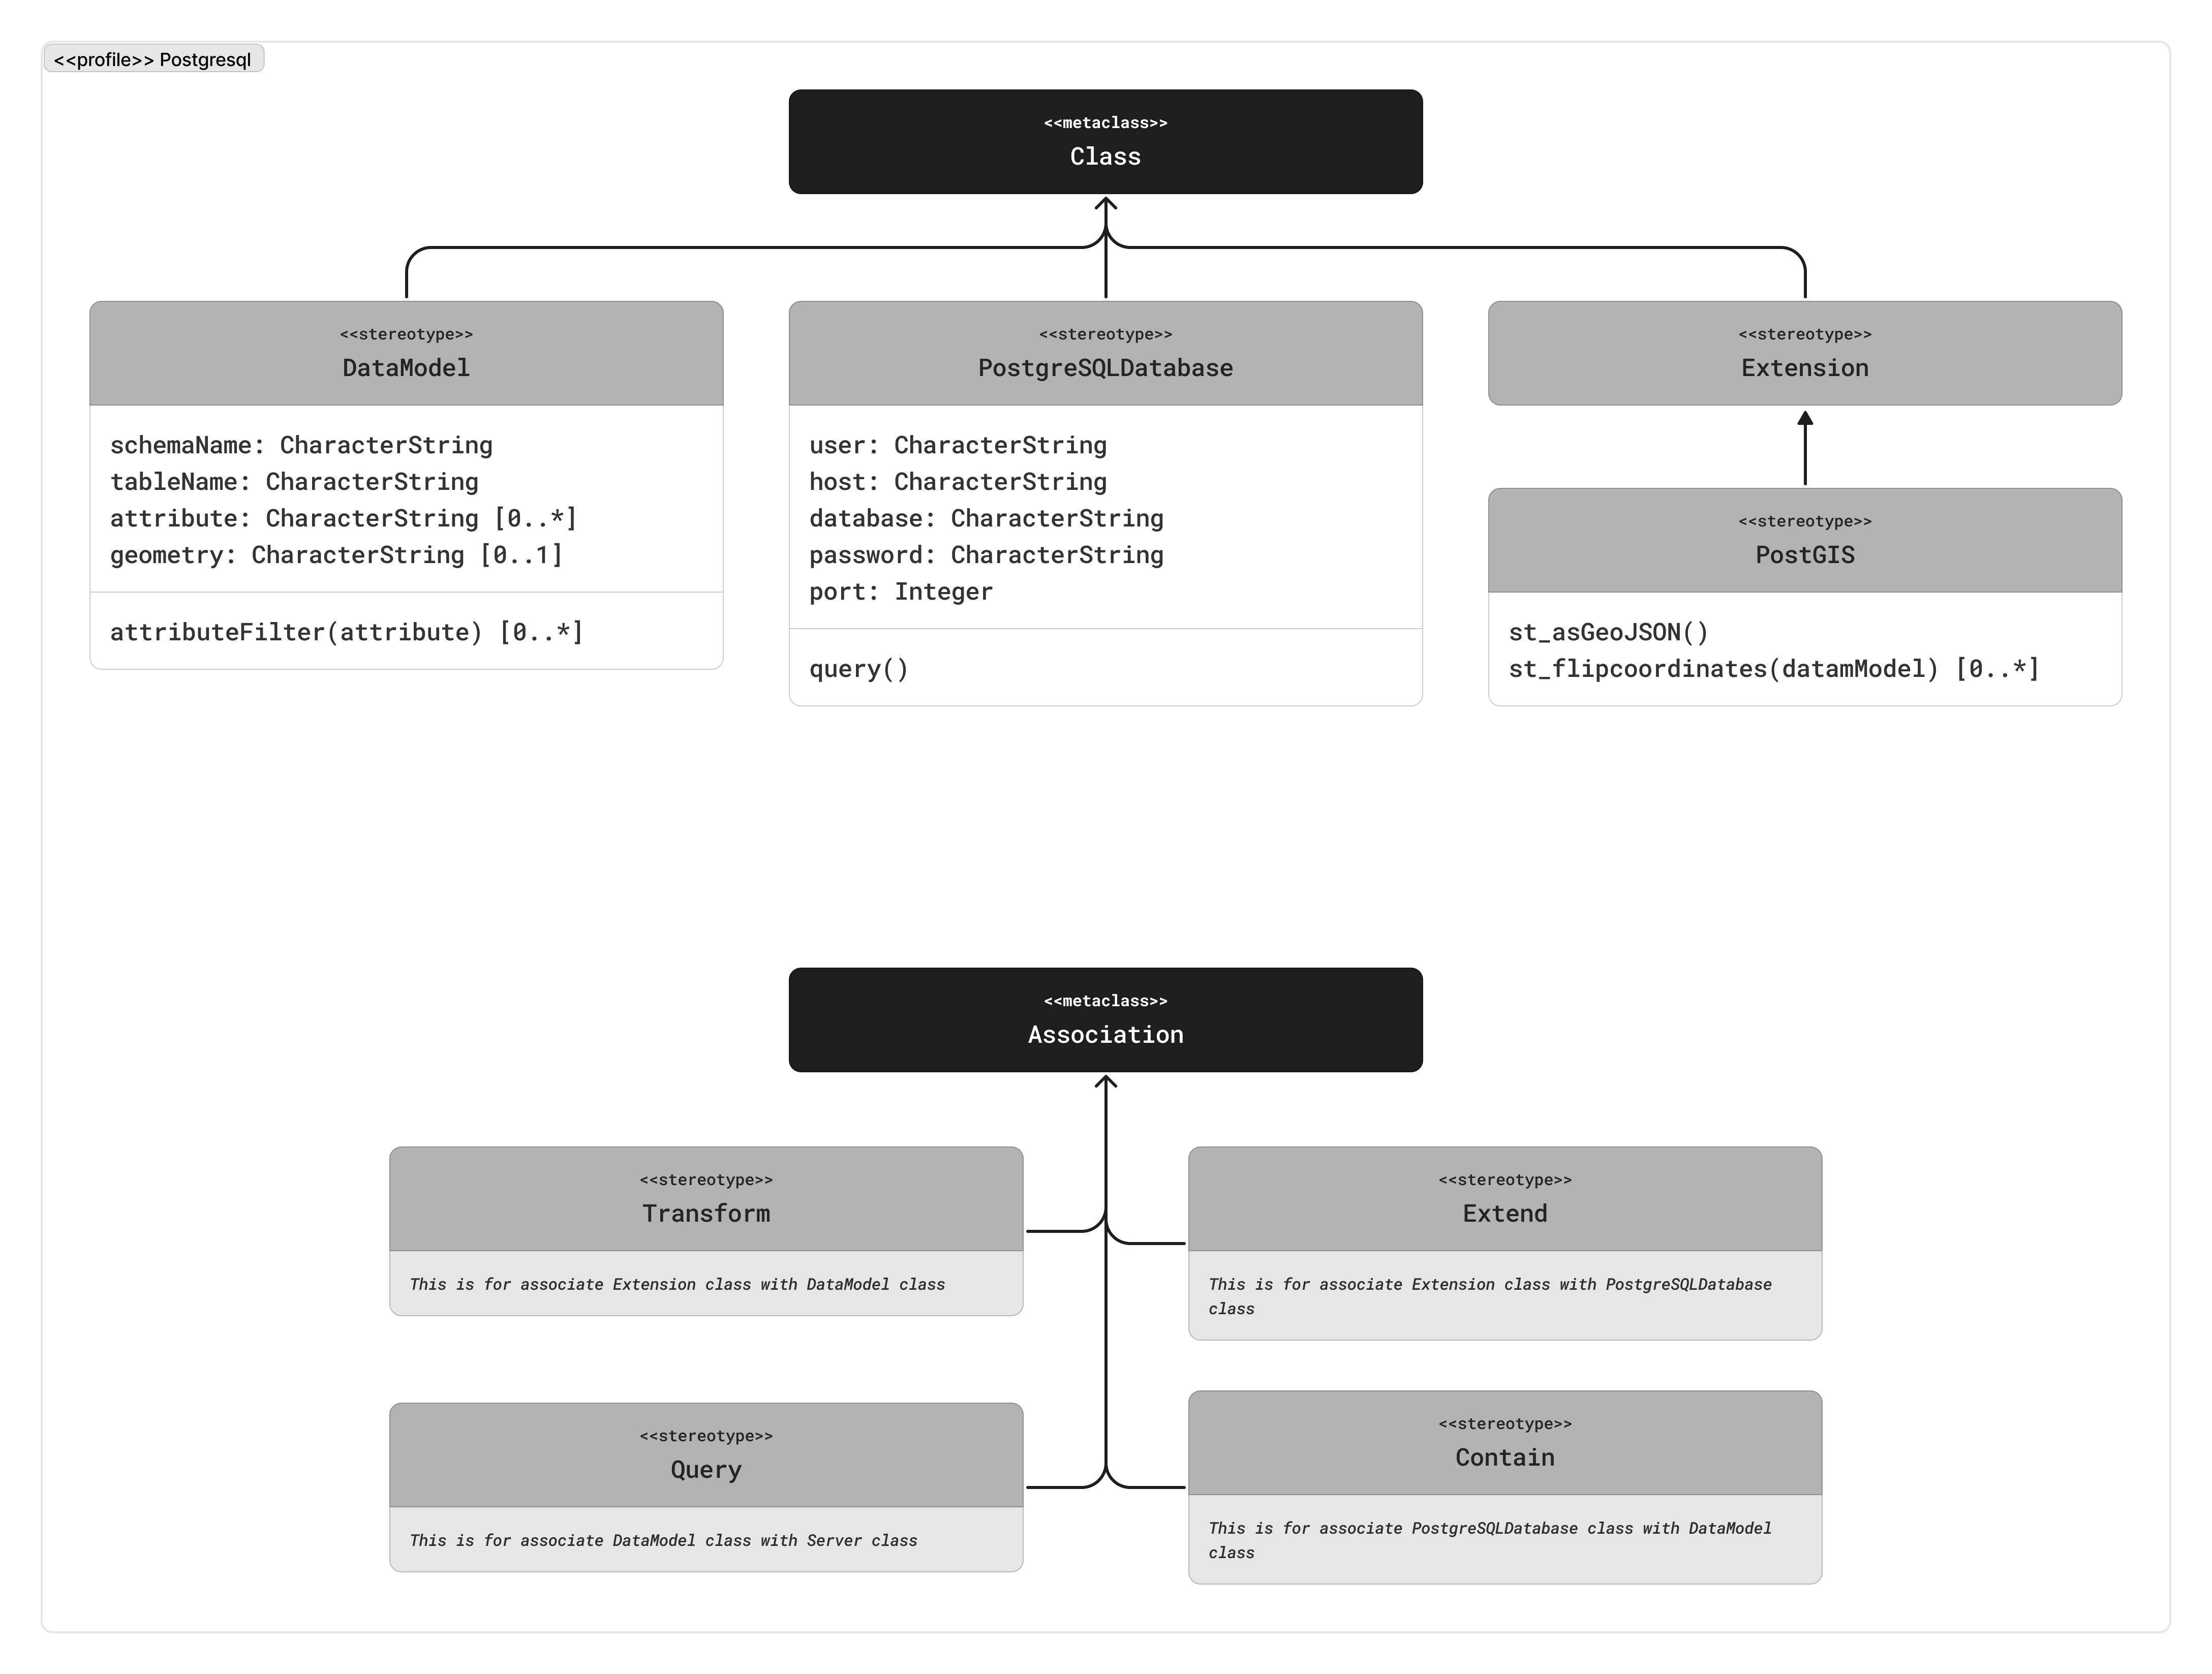 <<profile>> Postgresql
<<metaclass>>
Class
<<stereotype>>
DataModel
schemaName: CharacterString
tableName: CharacterString
attribute: CharacterString [0..*]
geometry: CharacterString [0..1]
attributeFilter(attribute) [0..*]
<<stereotype>>
PostgreSQLDatabase
user: CharacterString
host: CharacterString
database: CharacterString
password: CharacterString
port: Integer
query()
<<stereotype>>
Extension
<<stereotype>>
PostGIS
st_asGeoJSON()
st_flipcoordinates(datamModel) [0..*]
<<metaclass>>
Association
<<stereotype>>
Transform
This is for associate Extension class with DataModel class
<<stereotype>>
Extend
This is for associate Extension class with PostgreSQLDatabase
class
<<stereotype>>
Query
This is for associate DataModel class with Server class
<<stereotype>>
Contain
This is for associate PostgreSQLDatabase class with DataModel
class